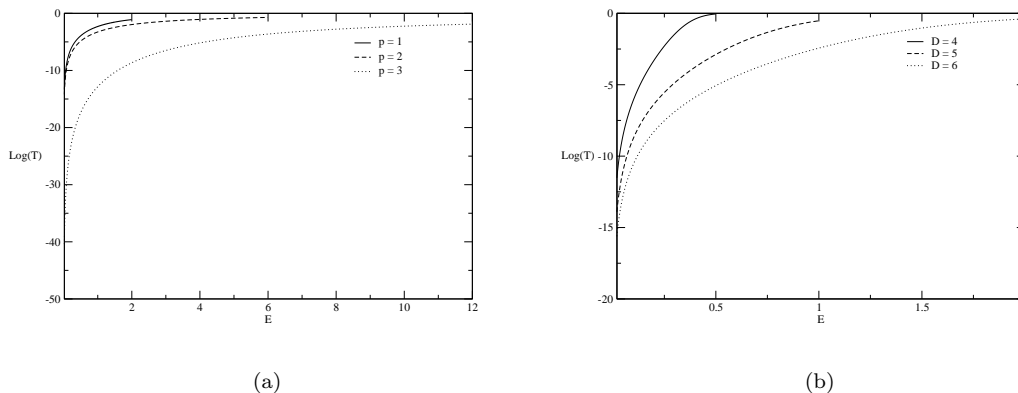 0
-10
-20
-30
-40
-50
Log(T)
2
4
6
8
10
12
E
p = 1
p = 2
p = 3
(a)
0
-5
-10
-15
-20
Log(T)
0.5
1
1.5
E
D = 4
D = 5
D = 6
(b)